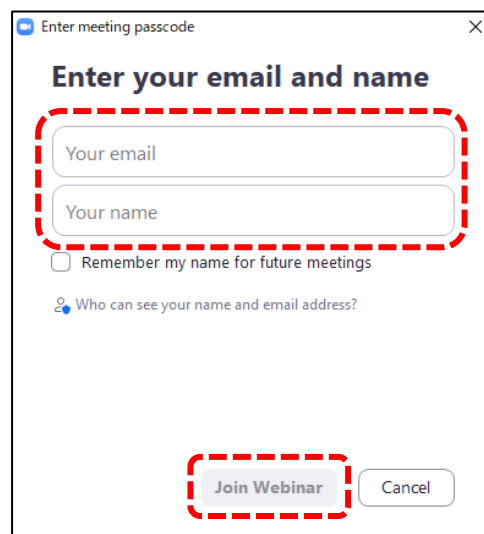 Enter meeting passcode
Enter your email and name
Your email
Your name
Remember my name for future meetings
Who can see your name and email address?
Join Webinar
Cancel